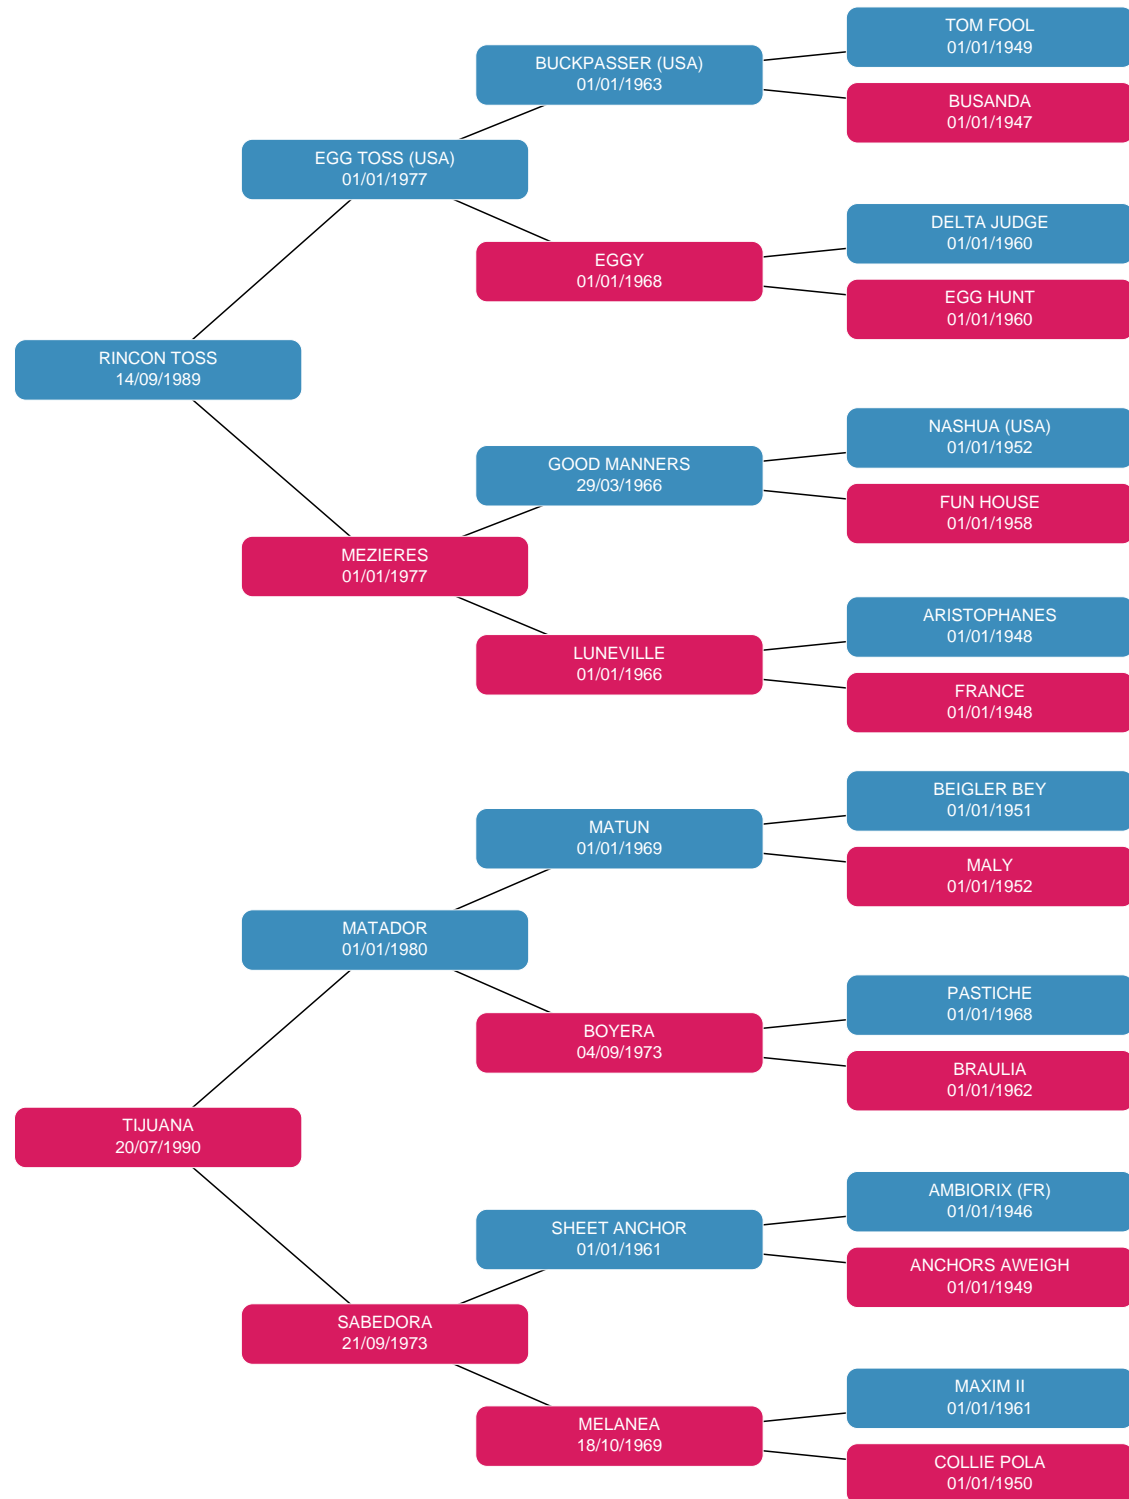 TOM FOOL
01/01/1949
BUCKPASSER (USA)
01/01/1963
BUSANDA
01/01/1947
EGG TOSS (USA)
01/01/1977
DELTA JUDGE
01/01/1960
EGGY
01/01/1968
EGG HUNT
01/01/1960
RINCON TOSS
14/09/1989
NASHUA (USA)
01/01/1952
GOOD MANNERS
29/03/1966
FUN HOUSE
01/01/1958
MEZIERES
01/01/1977
ARISTOPHANES
01/01/1948
LUNEVILLE
01/01/1966
FRANCE
01/01/1948
BEIGLER BEY
01/01/1951
MATUN
01/01/1969
MALY
01/01/1952
MATADOR
01/01/1980
PASTICHE
01/01/1968
BOYERA
04/09/1973
BRAULIA
01/01/1962
TIJUANA
20/07/1990
AMBIORIX (FR)
01/01/1946
SHEET ANCHOR
01/01/1961
ANCHORS AWEIGH
01/01/1949
SABEDORA
21/09/1973
MAXIM II
01/01/1961
MELANEA
18/10/1969
COLLIE POLA
01/01/1950